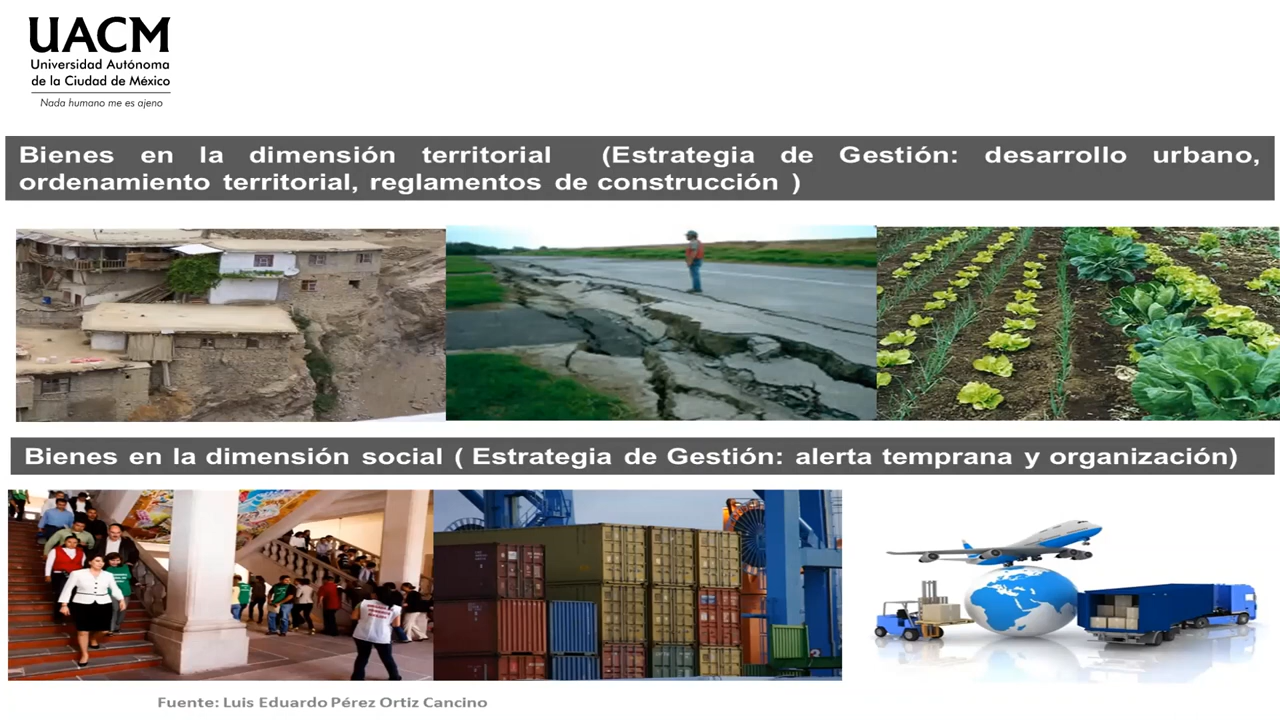 UACM
Universidad Autónoma
de la Ciudad de México
Nada humano me es ajeno
Bienes en la dimensión territorial (Estrategia de Gestión: desarrollo urbano,
ordenamiento territorial, reglamentos de construcción )
Bienes en la dimensión social ( Estrategia de Gestión: alerta temprana y organización)
Fuente: Luis Eduardo Pérez Ortiz Cancino